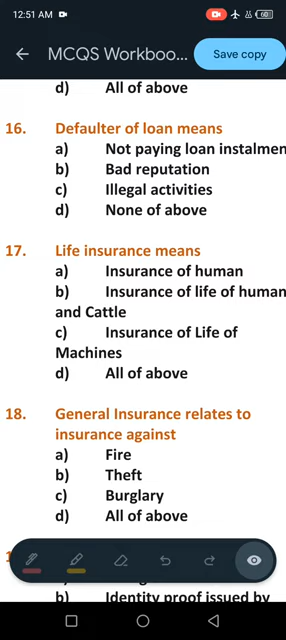 12:51 AM
60
MCQS Workboo...
Save copy
d) All of above
16. Defaulter of loan means
a) Not paying loan instalmen
b) Bad reputation
c) Illegal activities
d) None of above
17. Life insurance means
a) Insurance of human
b) Insurance of life of human
and Cattle
c) Insurance of Life of
Machines
d) All of above
18. General Insurance relates to
insurance against
a) Fire
b) Theft
c) Burglary
d) All of above
b) Identity proof issued by